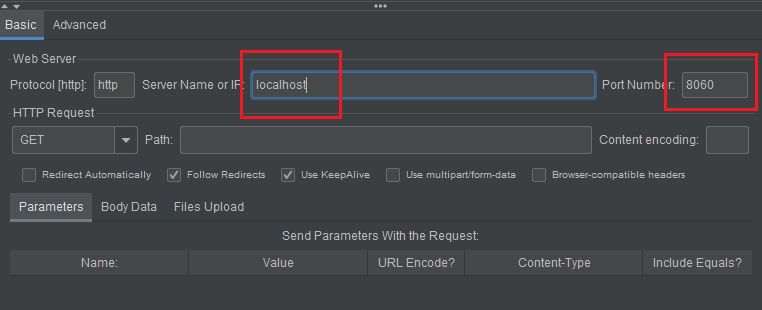 Basic Advanced
Web Server
Protocol [http]: http Server Name or IP: localhost Port Number: 8060
HTTP Request
GET Path: Content encoding:
Redirect Automatically Follow Redirects Use KeepAlive Use multipart/form-data Browser-compatible headers
Parameters Body Data Files Upload
Send Parameters With the Request:
Name: Value URL Encode? Content-Type Include Equals?